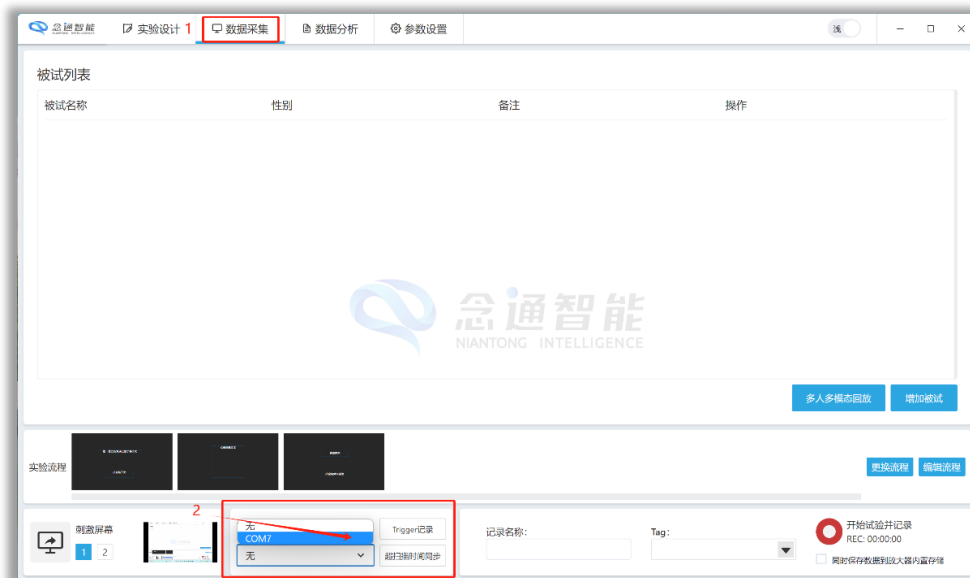 念通智能
NIANTONG INTELLIGENCE
实验设计
1
数据采集
数据分析
参数设置
浅
被试列表
被试名称 性别 备注 操作
念通智能
NIANTONG INTELLIGENCE
多人多模态回放
增加被试
实验流程
更换流程
编辑流程
2
刺激屏幕
1 2
无
COM7
无
Trigger记录
超扫描时间同步
记录名称：
Tag：
开始试验并记录
REC: 00:00:00
同时保存数据到放大器内置存储